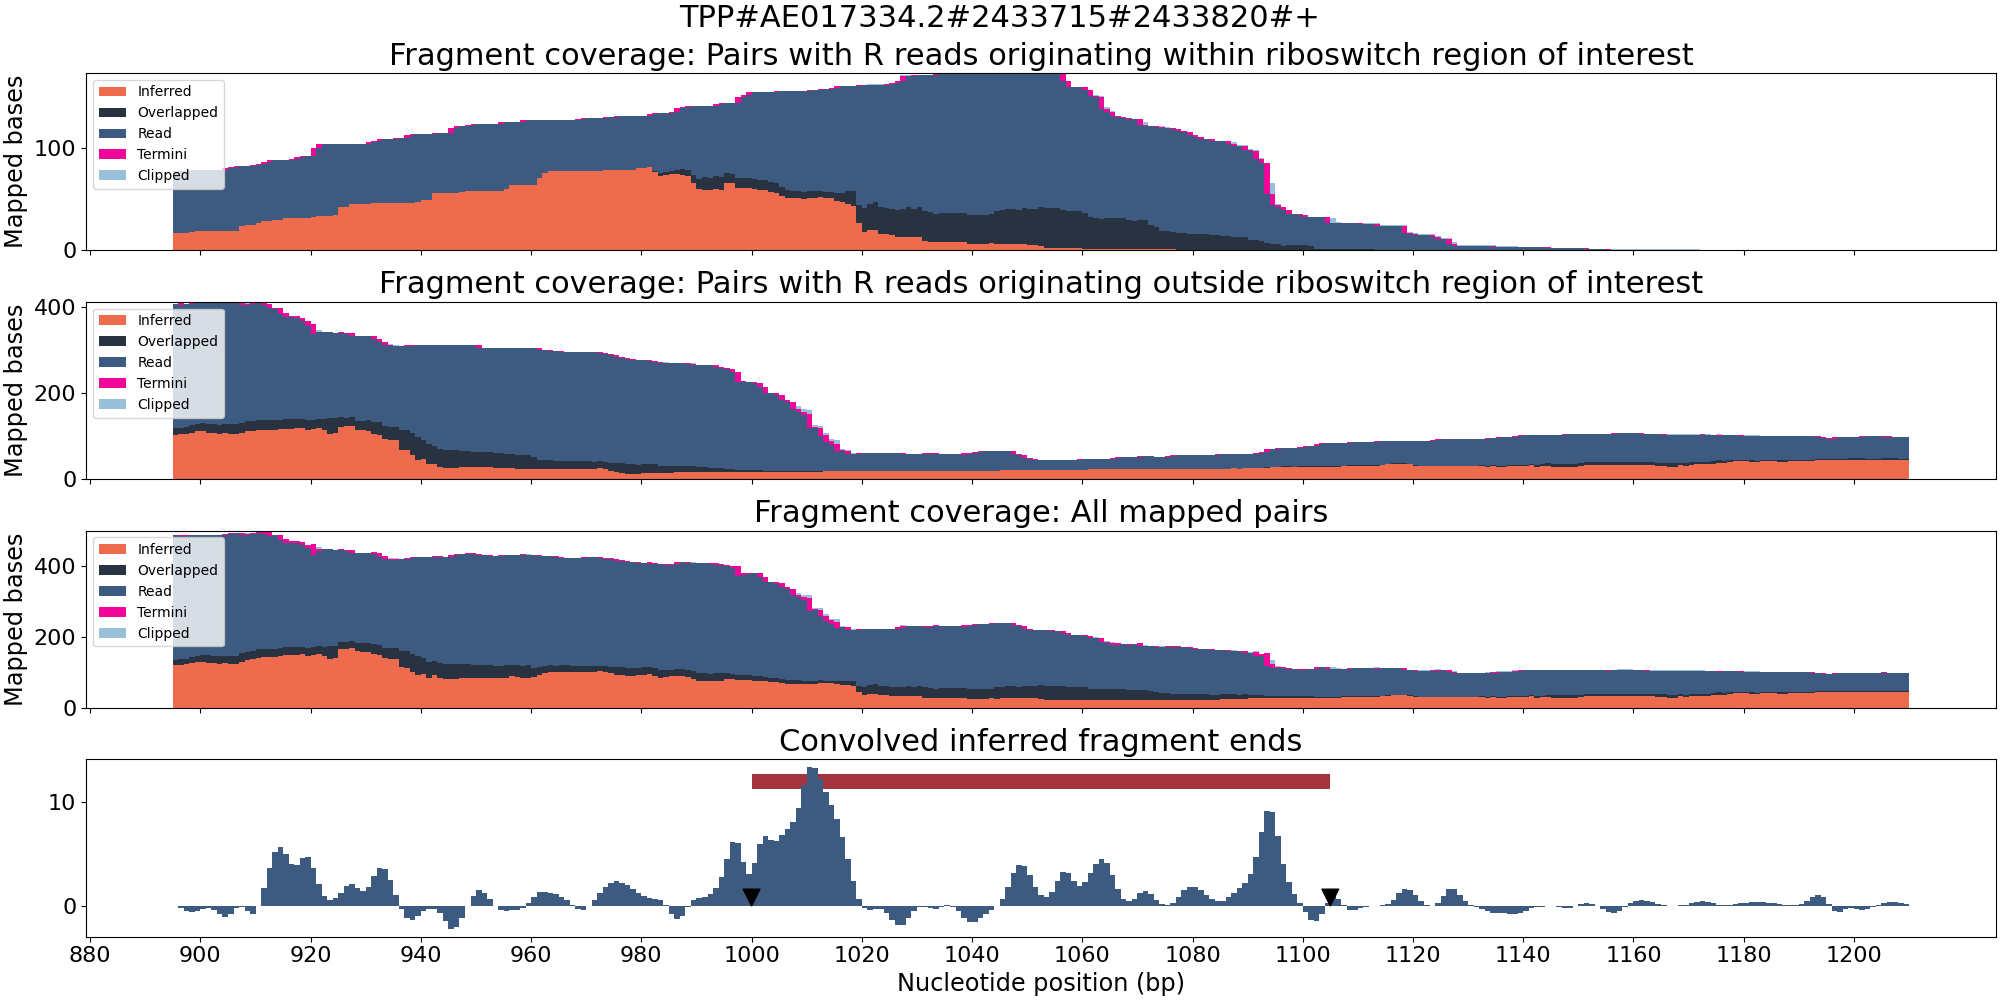 TPP#AE017334.2#2433715#2433820#+
Fragment coverage: Pairs with R reads originating within riboswitch region of interest
Mapped bases
100
0
Inferred
Overlapped
Read
Termini
Clipped
Fragment coverage: Pairs with R reads originating outside riboswitch region of interest
Mapped bases
400
200
0
Inferred
Overlapped
Read
Termini
Clipped
Fragment coverage: All mapped pairs
Mapped bases
400
200
0
Inferred
Overlapped
Read
Termini
Clipped
Convolved inferred fragment ends
10
0
880 900 920 940 960 980 1000 1020 1040 1060 1080 1100 1120 1140 1160 1180 1200
Nucleotide position (bp)